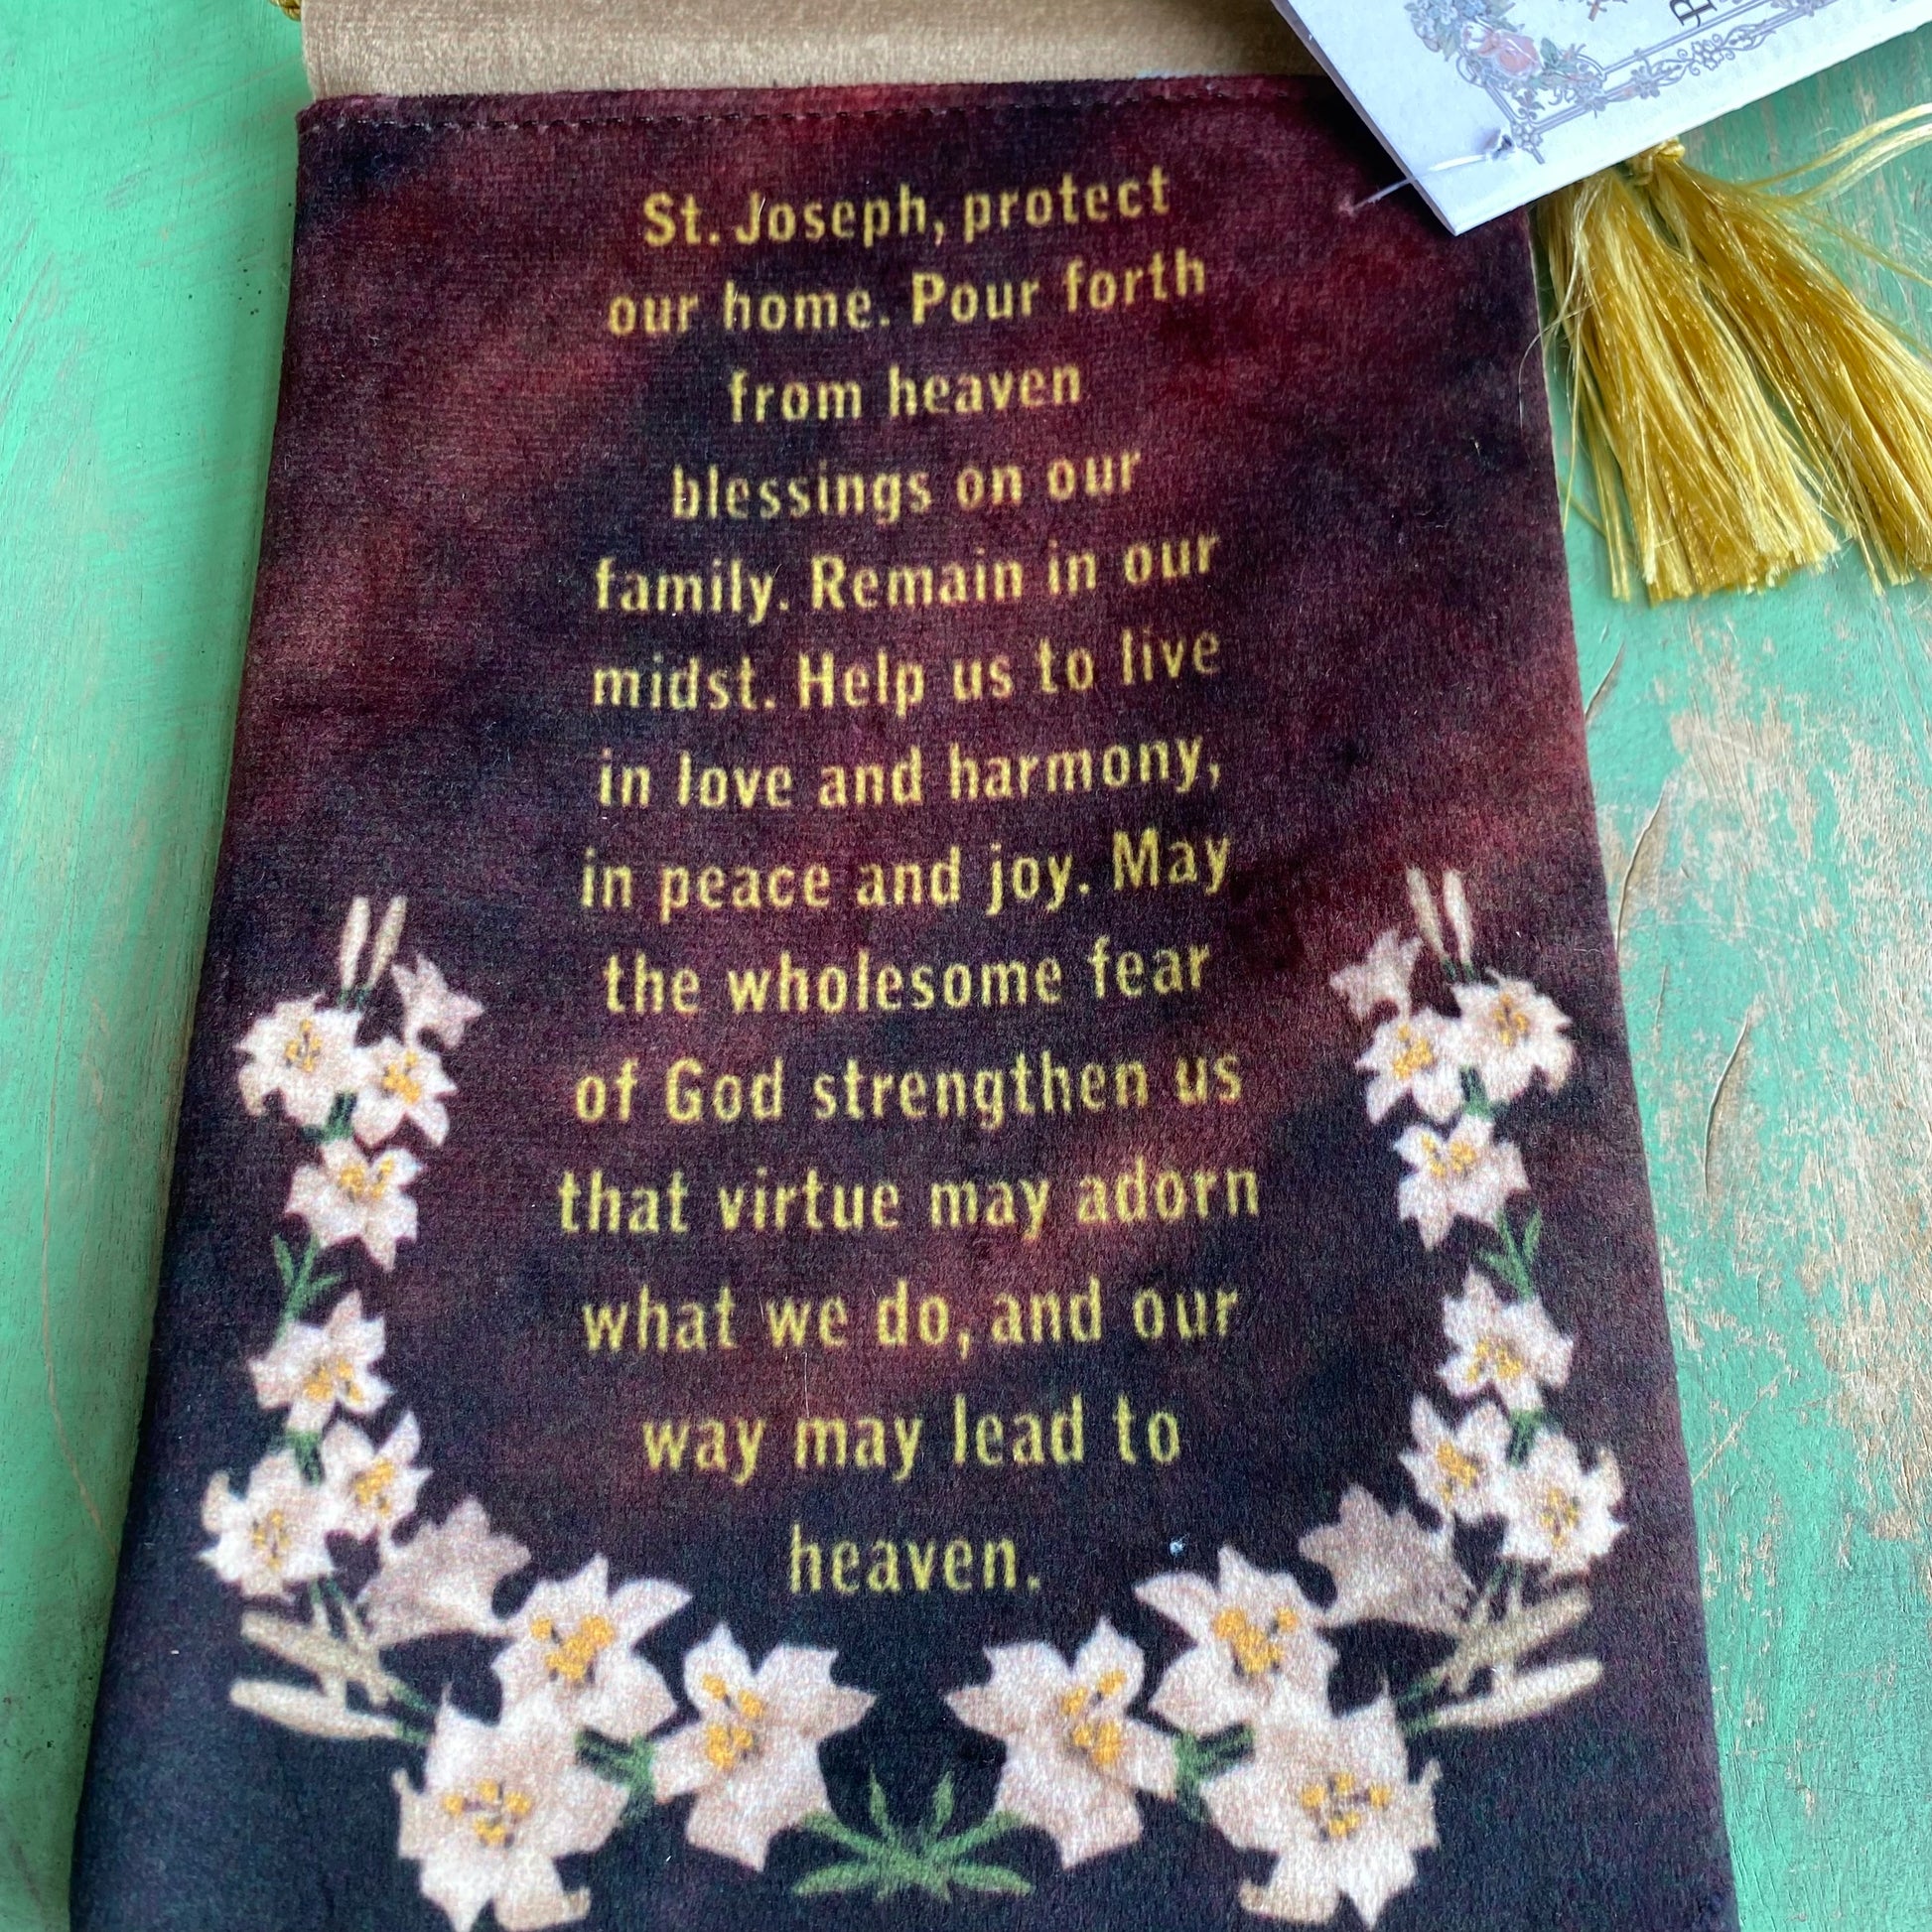 St. Joseph, protect
our home. Pour forth
from heaven
blessings on our
family. Remain in our
midst. Help us to live
in love and harmony,
in peace and joy. May
the wholesome fear
of God strengthen us
that virtue may adorn
what we do, and our
way may lead to
heaven.